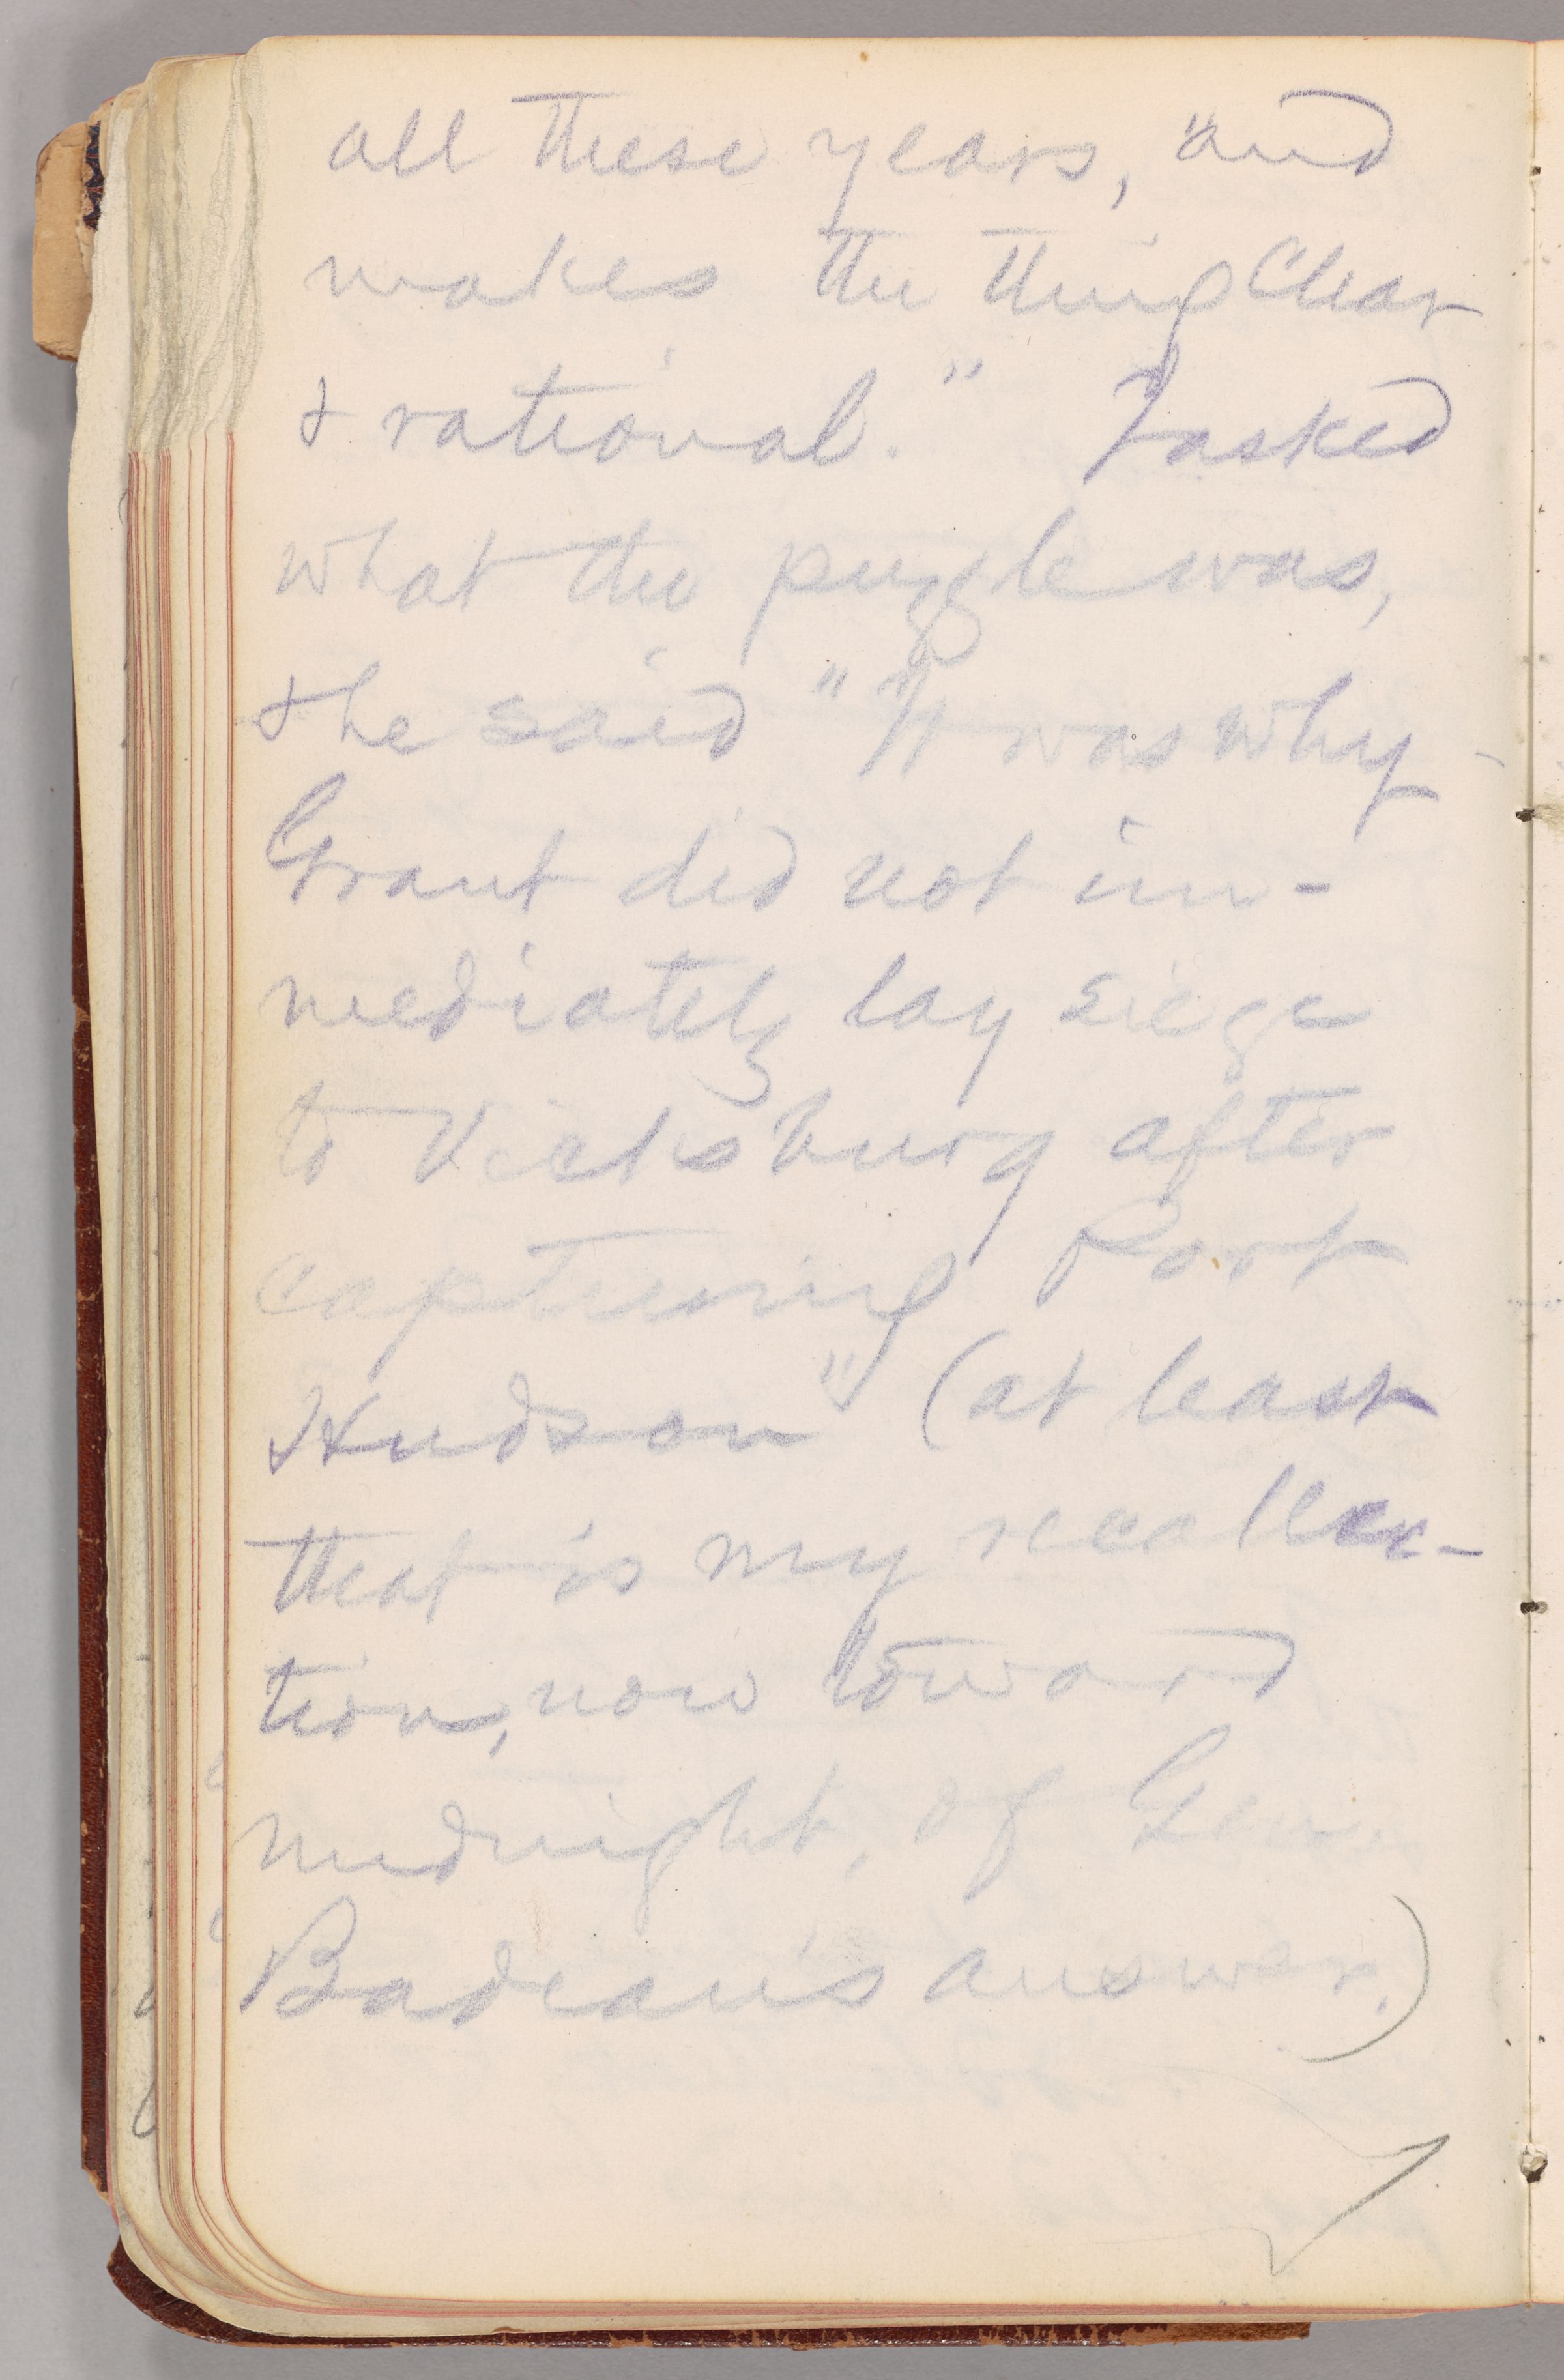 all these years, "and
makes the thing clear
& rational." I asked
what the puzzle was,
& he said "It was why
Grant did not im-
mediately lay siege
to Vicksburg after
capturing Port
Hudson" (at least
that is my recollec-
tion, now toward
midnight, of Gen.
Badeau's answer.)